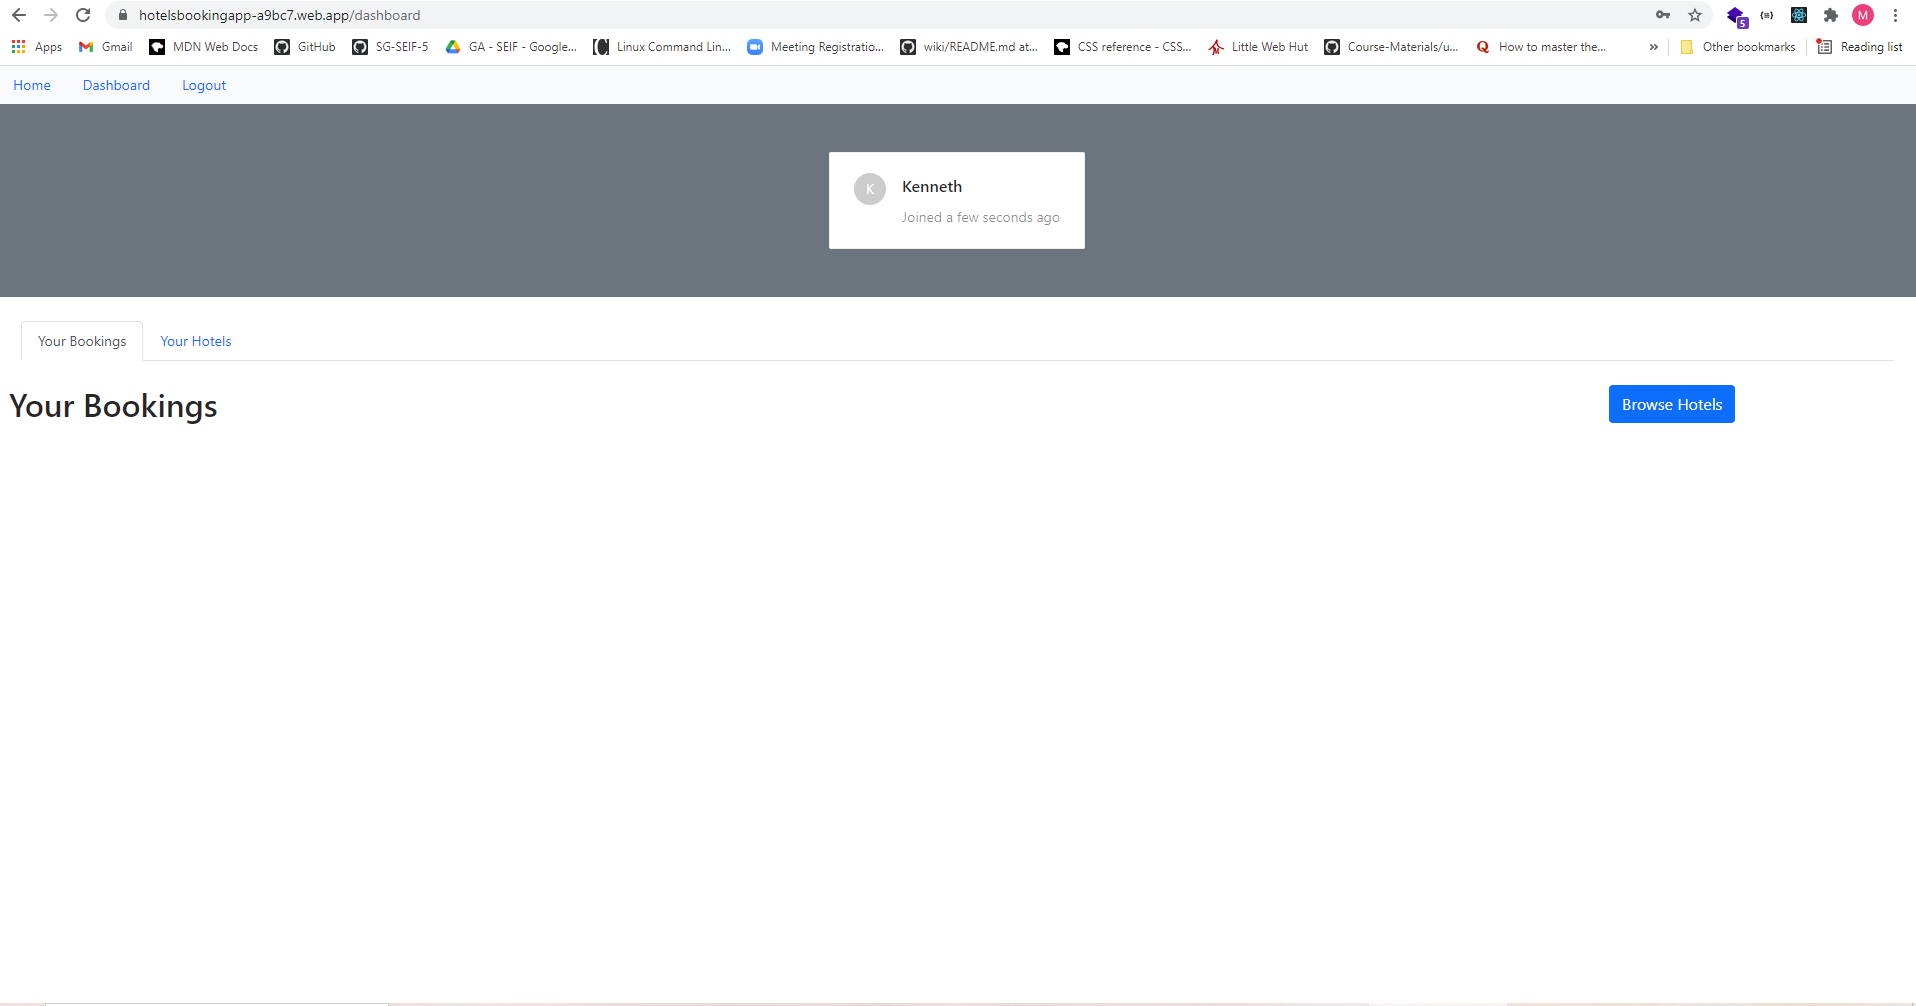 hotelsbookingapp-a9bc7.web.app/dashboard
5
M
Apps Gmail MDN Web Docs GitHub SG-SEIF-5 GA - SEIF - Google... Linux Command Lin... Meeting Registratio... wiki/README.md at... CSS reference - CSS... Little Web Hut Course-Materials/u... Q How to master the... » Other bookmarks Reading list
Home Dashboard Logout
K Kenneth
Joined a few seconds ago
Your Bookings Your Hotels
Your Bookings Browse Hotels